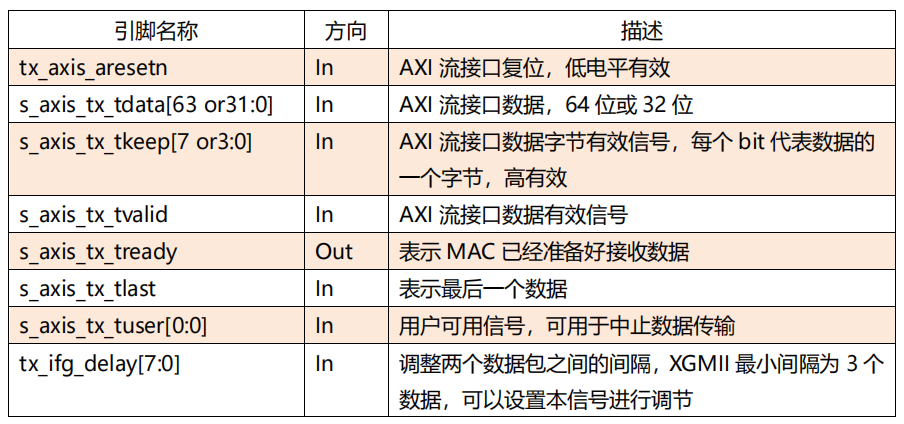 引脚名称 方向 描述
tx_axis_aresetn In AXI 流接口复位，低电平有效
s_axis_tx_tdata[63 or31:0] In AXI 流接口数据，64 位或 32 位
s_axis_tx_tkeep[7 or3:0] In AXI 流接口数据字节有效信号，每个 bit 代表数据的
一个字节，高有效
s_axis_tx_tvalid In AXI 流接口数据有效信号
s_axis_tx_tready Out 表示 MAC 已经准备好接收数据
s_axis_tx_tlast In 表示最后一个数据
s_axis_tx_tuser[0:0] In 用户可用信号，可用于中止数据传输
tx_ifg_delay[7:0] In 调整两个数据包之间的间隔，XGMII 最小间隔为 3 个
数据，可以设置本信号进行调节